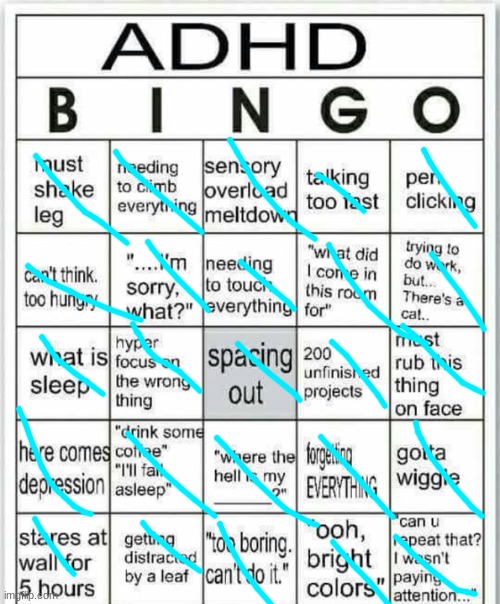 ADHD
B I N G O
must
shake
leg
needing
to climb
everything
sensory
overload
meltdown
talking
too fast
pen
clicking
can't think.
too hungry
".....I'm
sorry,
what?"
needing
to touch
everything
"what did
I come in
this room
for"
trying to
do work,
but...
There's a
cat..
what is
sleep
hyper
focus on
the wrong
thing
spacing
out
200
unfinished
projects
must
rub this
thing
on face
here comes
depression
"drink some
coffee"
"I'll fall
asleep"
"where the
hell is my
______?"
forgetting
EVERYTHING
gotta
wiggle
stares at
wall for
5 hours
getting
distracted
by a leaf
"too boring.
can't do it."
"ooh,
bright
colors"
"can u
repeat that?
I wasn't
paying
attention..."
imgflip.com